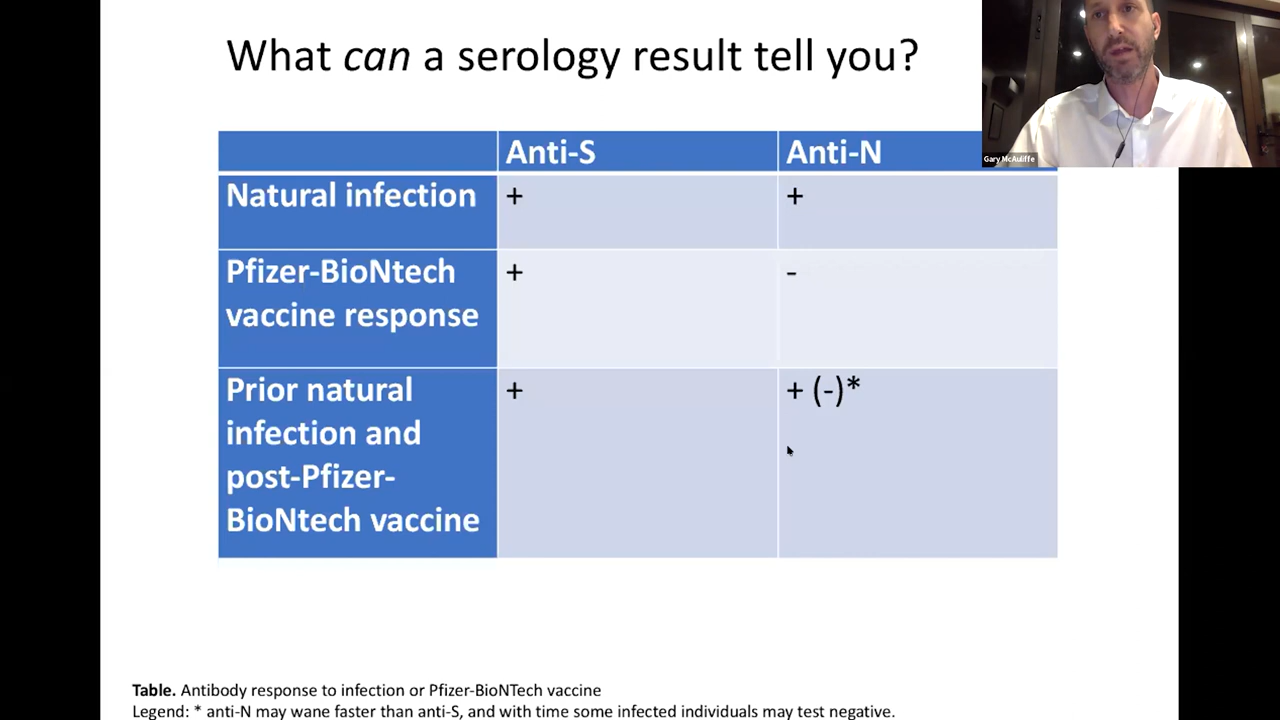 What can a serology result tell you?
Gary McAuliffe
Anti-S
Anti-N
Natural infection
+
+
Pfizer-BioNtech
vaccine response
+
-
Prior natural
infection and
post-Pfizer-
BioNtech vaccine
+
+ (-)*
Table. Antibody response to infection or Pfizer-BioNTech vaccine
Legend: * anti-N may wane faster than anti-S, and with time some infected individuals may test negative.